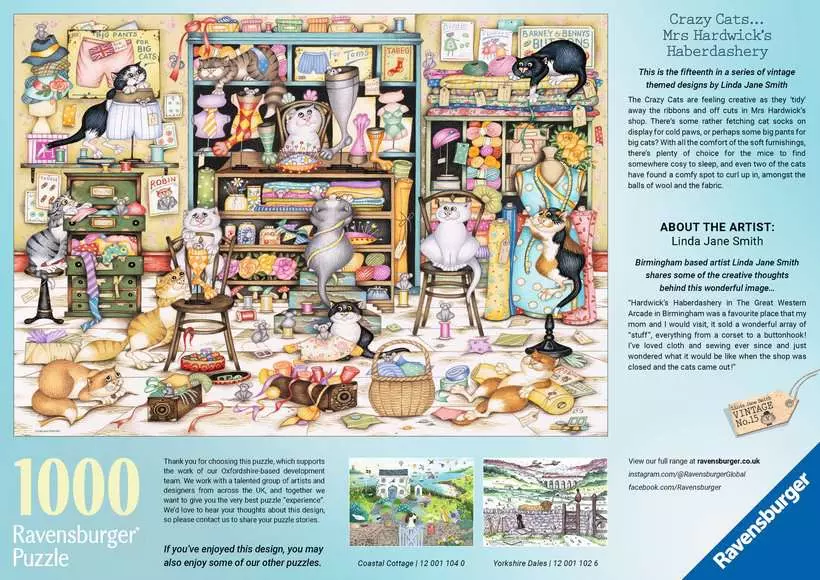 BIG PANTS
FOR
BIG
CATS
For Toms
TABBY
Birdie
BARNEY & BENNY'S
BUTTONS
ROBIN
Crazy Cats...
Mrs Hardwick's
Haberdashery
This is the fifteenth in a series of vintage
themed designs by Linda Jane Smith
The Crazy Cats are feeling creative as they 'tidy'
away the ribbons and off cuts in Mrs Hardwick's
shop. There's some rather fetching cat socks on
display for cold paws, or perhaps some big pants for
big cats? With all the comfort of the soft furnishings,
there's plenty of choice for the mice to find
somewhere cosy to sleep, and even two of the cats
have found a comfy spot to curl up in, amongst the
balls of wool and the fabric.
ABOUT THE ARTIST:
Linda Jane Smith
Birmingham based artist Linda Jane Smith
shares some of the creative thoughts
behind this wonderful image...
"Hardwick's Haberdashery in The Great Western
Arcade in Birmingham was a favourite place that my
mom and I would visit, it sold a wonderful array of
"stuff", everything from a corset to a buttonhook!
I've loved cloth and sewing ever since and just
wondered what it would be like when the shop was
closed and the cats came out!"
Linda Jane Smith
VINTAGE
No.15
1000
Ravensburger®
Puzzle
Thank you for choosing this puzzle, which supports
the work of our Oxfordshire-based development
team. We work with a talented group of artists and
designers from across the UK, and together we
want to give you the very best puzzle "experience".
We'd love to hear your thoughts about this design,
so please contact us to share your puzzle stories.
If you've enjoyed this design, you may
also enjoy some of our other puzzles.
Coastal Cottage | 12 001 104 0
Yorkshire Dales | 12 001 102 6
View our full range at ravensburger.co.uk
instagram.com/@RavensburgerGlobal
facebook.com/Ravensburger
Ravensburger